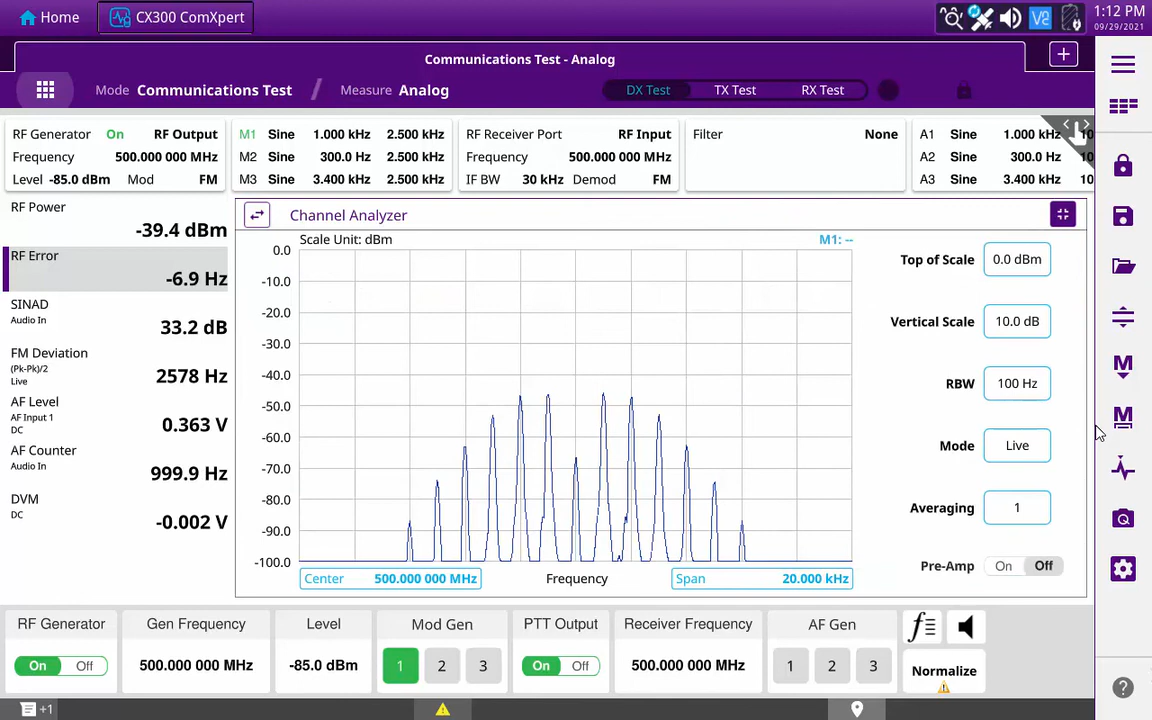 Home
CX300 ComXpert
1:12 PM
09/29/2021
Communications Test - Analog
+
Mode Communications Test / Measure Analog
DX Test TX Test RX Test
RF Generator On RF Output
Frequency 500.000 000 MHz
Level -85.0 dBm Mod FM
M1 Sine 1.000 kHz 2.500 kHz
M2 Sine 300.0 Hz 2.500 kHz
M3 Sine 3.400 kHz 2.500 kHz
RF Receiver Port RF Input
Frequency 500.000 000 MHz
IF BW 30 kHz Demod FM
Filter None
A1 Sine 1.000 kHz 10
A2 Sine 300.0 Hz 10
A3 Sine 3.400 kHz 10
RF Power
-39.4 dBm
RF Error
-6.9 Hz
SINAD
Audio In
33.2 dB
FM Deviation
(Pk-Pk)/2
Live
2578 Hz
AF Level
AF Input 1
DC
0.363 V
AF Counter
Audio In
999.9 Hz
DVM
DC
-0.002 V
Channel Analyzer
Scale Unit: dBm
M1: --
0.0
-10.0
-20.0
-30.0
-40.0
-50.0
-60.0
-70.0
-80.0
-90.0
-100.0
Center 500.000 000 MHz
Frequency
Span 20.000 kHz
Top of Scale 0.0 dBm
Vertical Scale 10.0 dB
RBW 100 Hz
Mode Live
Averaging 1
Pre-Amp On Off
RF Generator
On Off
Gen Frequency
500.000 000 MHz
Level
-85.0 dBm
Mod Gen
1 2 3
PTT Output
On Off
Receiver Frequency
500.000 000 MHz
AF Gen
1 2 3
Normalize
+1